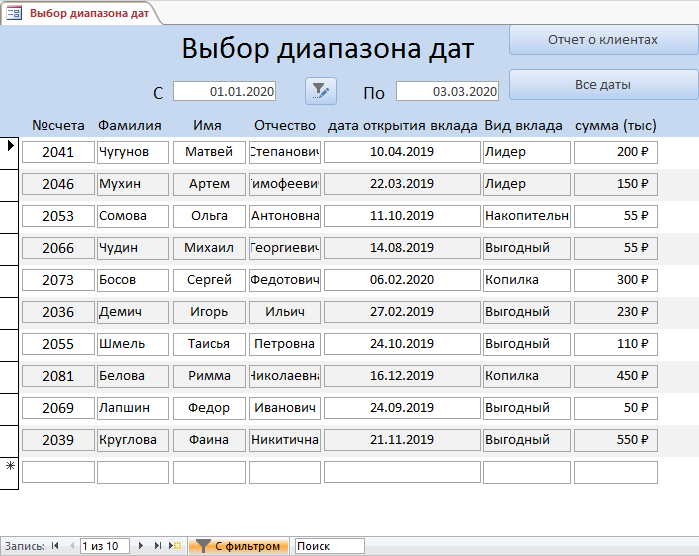 Выбор диапазона дат
Выбор диапазона дат
Отчет о клиентах
С 01.01.2020 По 03.03.2020
Все даты
№счета Фамилия Имя Отчество дата открытия вклада Вид вклада сумма (тыс)
2041 Чугунов Матвей Степанович 10.04.2019 Лидер 200 ₽
2046 Мухин Артем Тимофеевич 22.03.2019 Лидер 150 ₽
2053 Сомова Ольга Антоновна 11.10.2019 Накопительн 55 ₽
2066 Чудин Михаил Георгиевич 14.08.2019 Выгодный 55 ₽
2073 Босов Сергей Федотович 06.02.2020 Копилка 300 ₽
2036 Демич Игорь Ильич 27.02.2019 Выгодный 230 ₽
2055 Шмель Таисья Петровна 24.10.2019 Выгодный 110 ₽
2081 Белова Римма Николаевна 16.12.2019 Копилка 450 ₽
2069 Лапшин Федор Иванович 24.09.2019 Выгодный 50 ₽
2039 Круглова Фаина Никитична 21.11.2019 Выгодный 550 ₽
Запись: 1 из 10 С фильтром Поиск